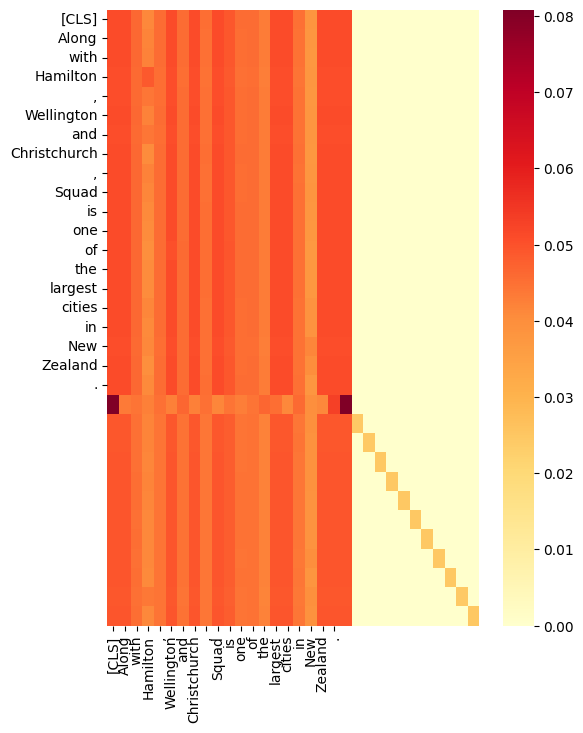 [CLS]
Along
with
Hamilton
,
Wellington
and
Christchurch
,
Squad
is
one
of
the
largest
cities
in
New
Zealand
.
0.08
0.07
0.06
0.05
0.04
0.03
0.02
0.01
0.00
[CLS]
Along
with
Hamilton
,
Wellington
and
Christchurch
,
Squad
is
one
of
the
largest
cities
in
New
Zealand
.